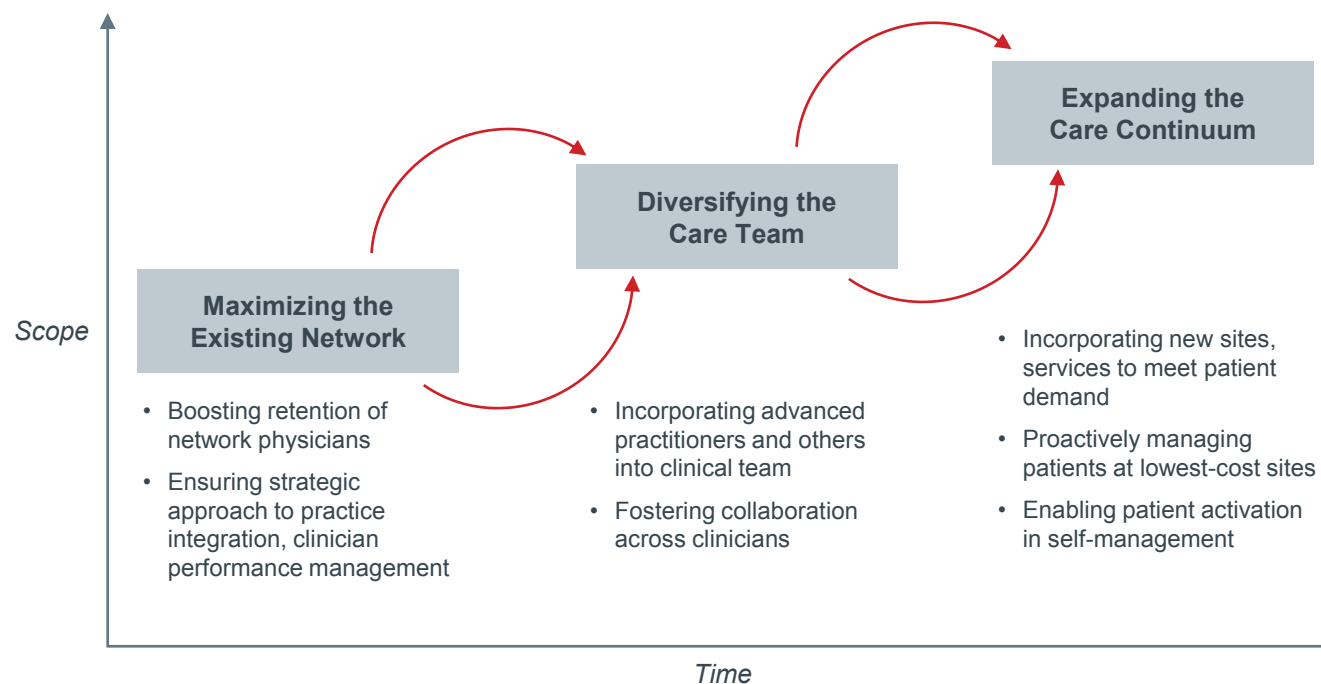 Expanding the
Care Continuum
Diversifying the
Care Team
Maximizing the
Existing Network
Scope
• Boosting retention of
network physicians
• Ensuring strategic
approach to practice
integration, clinician
performance management
• Incorporating advanced
practitioners and others
into clinical team
• Fostering collaboration
across clinicians
• Incorporating new sites,
services to meet patient
demand
• Proactively managing
patients at lowest-cost sites
• Enabling patient activation
in self-management
Time